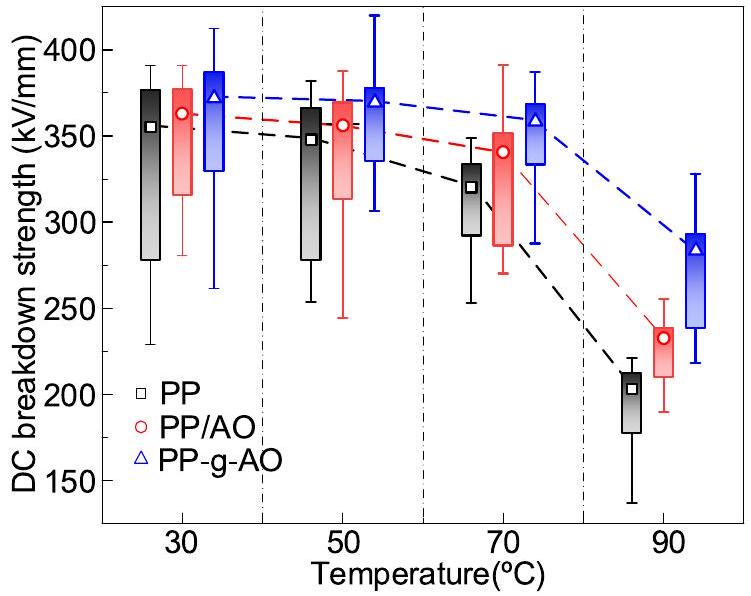 DC breakdown strength (kV/mm)
400
350
300
250
200
150
PP
PP/AO
PP-g-AO
30 50 70 90
Temperature(ºC)